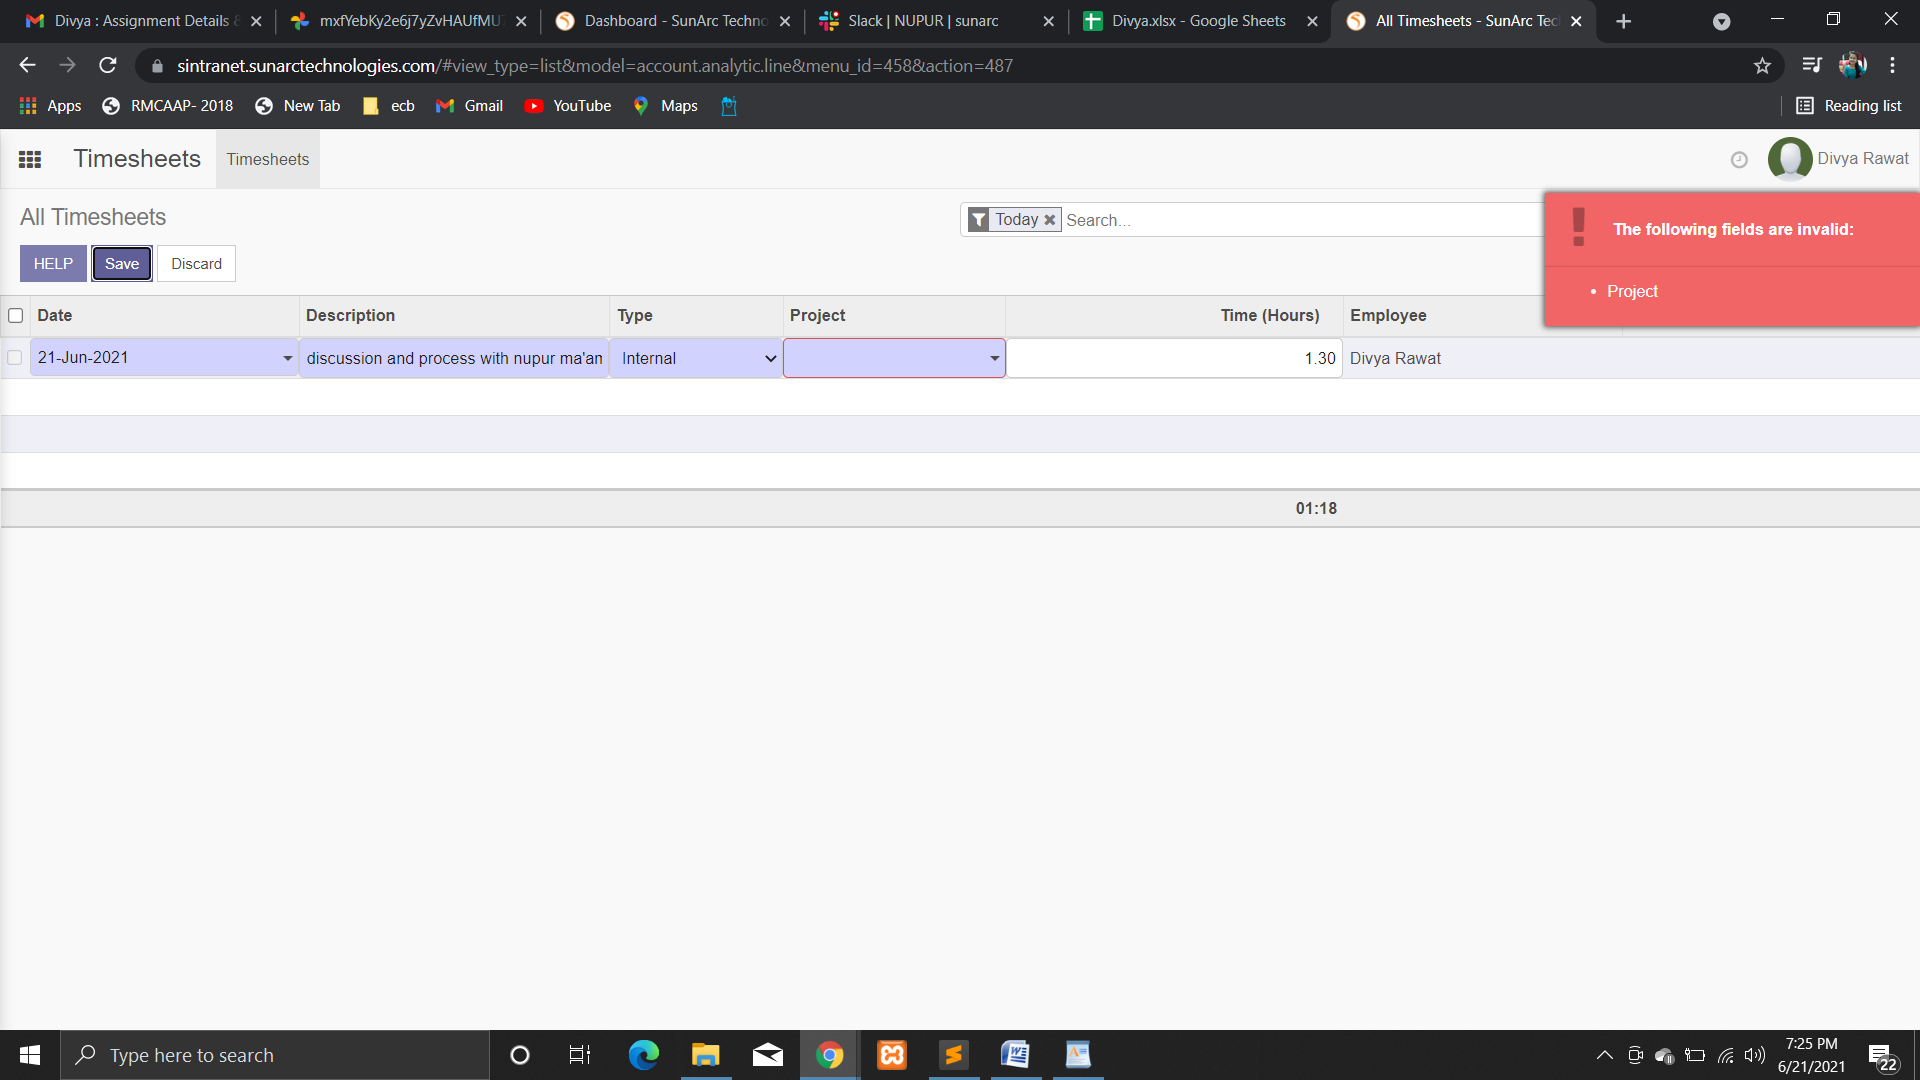 Divya : Assignment Details &
mxfYebKy2e6j7yZvHAUfMU
Dashboard - SunArc Techno
Slack | NUPUR | sunarc
Divya.xlsx - Google Sheets
All Timesheets - SunArc Tec
sintranet.sunarctechnologies.com/#view_type=list&model=account.analytic.line&menu_id=458&action=487
Apps RMCAAP- 2018 New Tab ecb Gmail YouTube Maps Reading list
Timesheets Timesheets Divya Rawat
All Timesheets Today Search...
The following fields are invalid:
Project
HELP Save Discard
Date Description Type Project Time (Hours) Employee
21-Jun-2021 discussion and process with nupur ma'am Internal 1.30 Divya Rawat
01:18
Type here to search
7:25 PM
6/21/2021
22